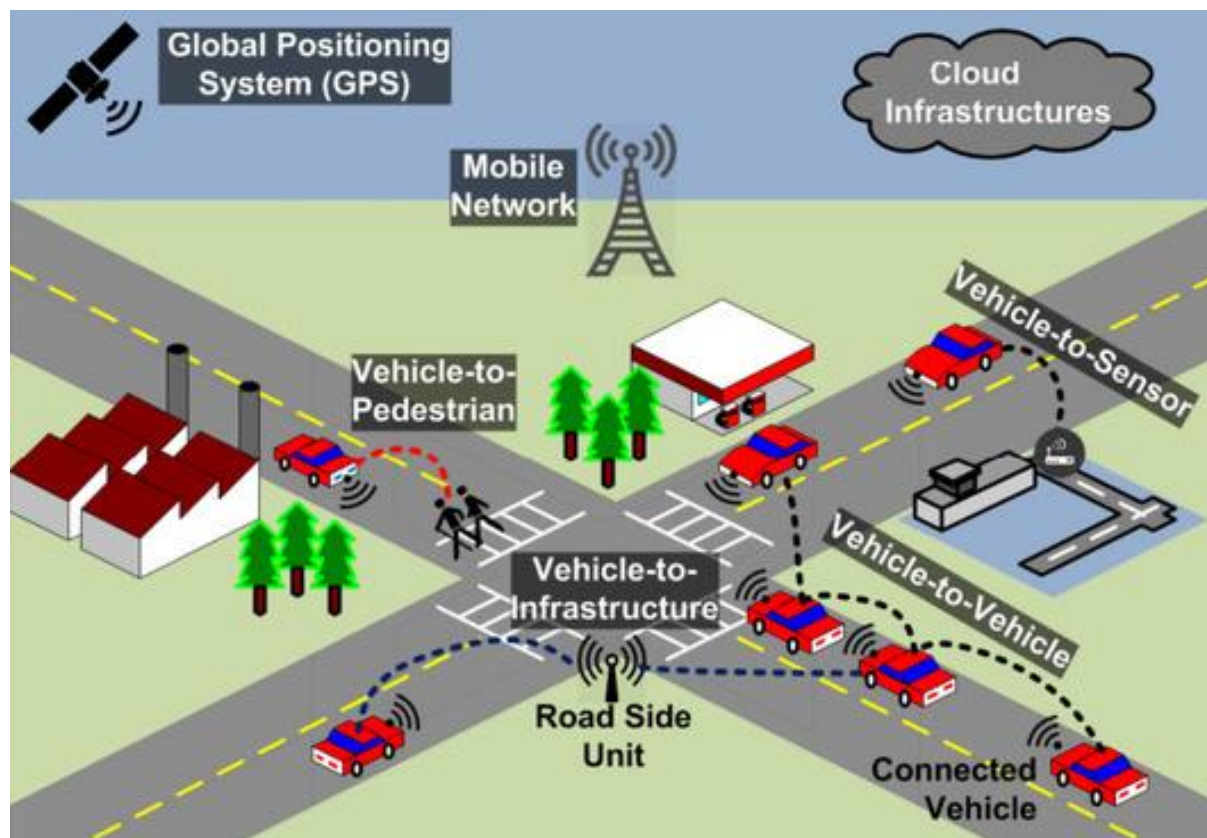 Global Positioning
System (GPS)
Cloud
Infrastructures
Mobile
Network
Vehicle-to-Sensor
Vehicle-to-
Pedestrian
Vehicle-to-Vehicle
Vehicle-to-
Infrastructure
Road Side
Unit
Connected
Vehicle